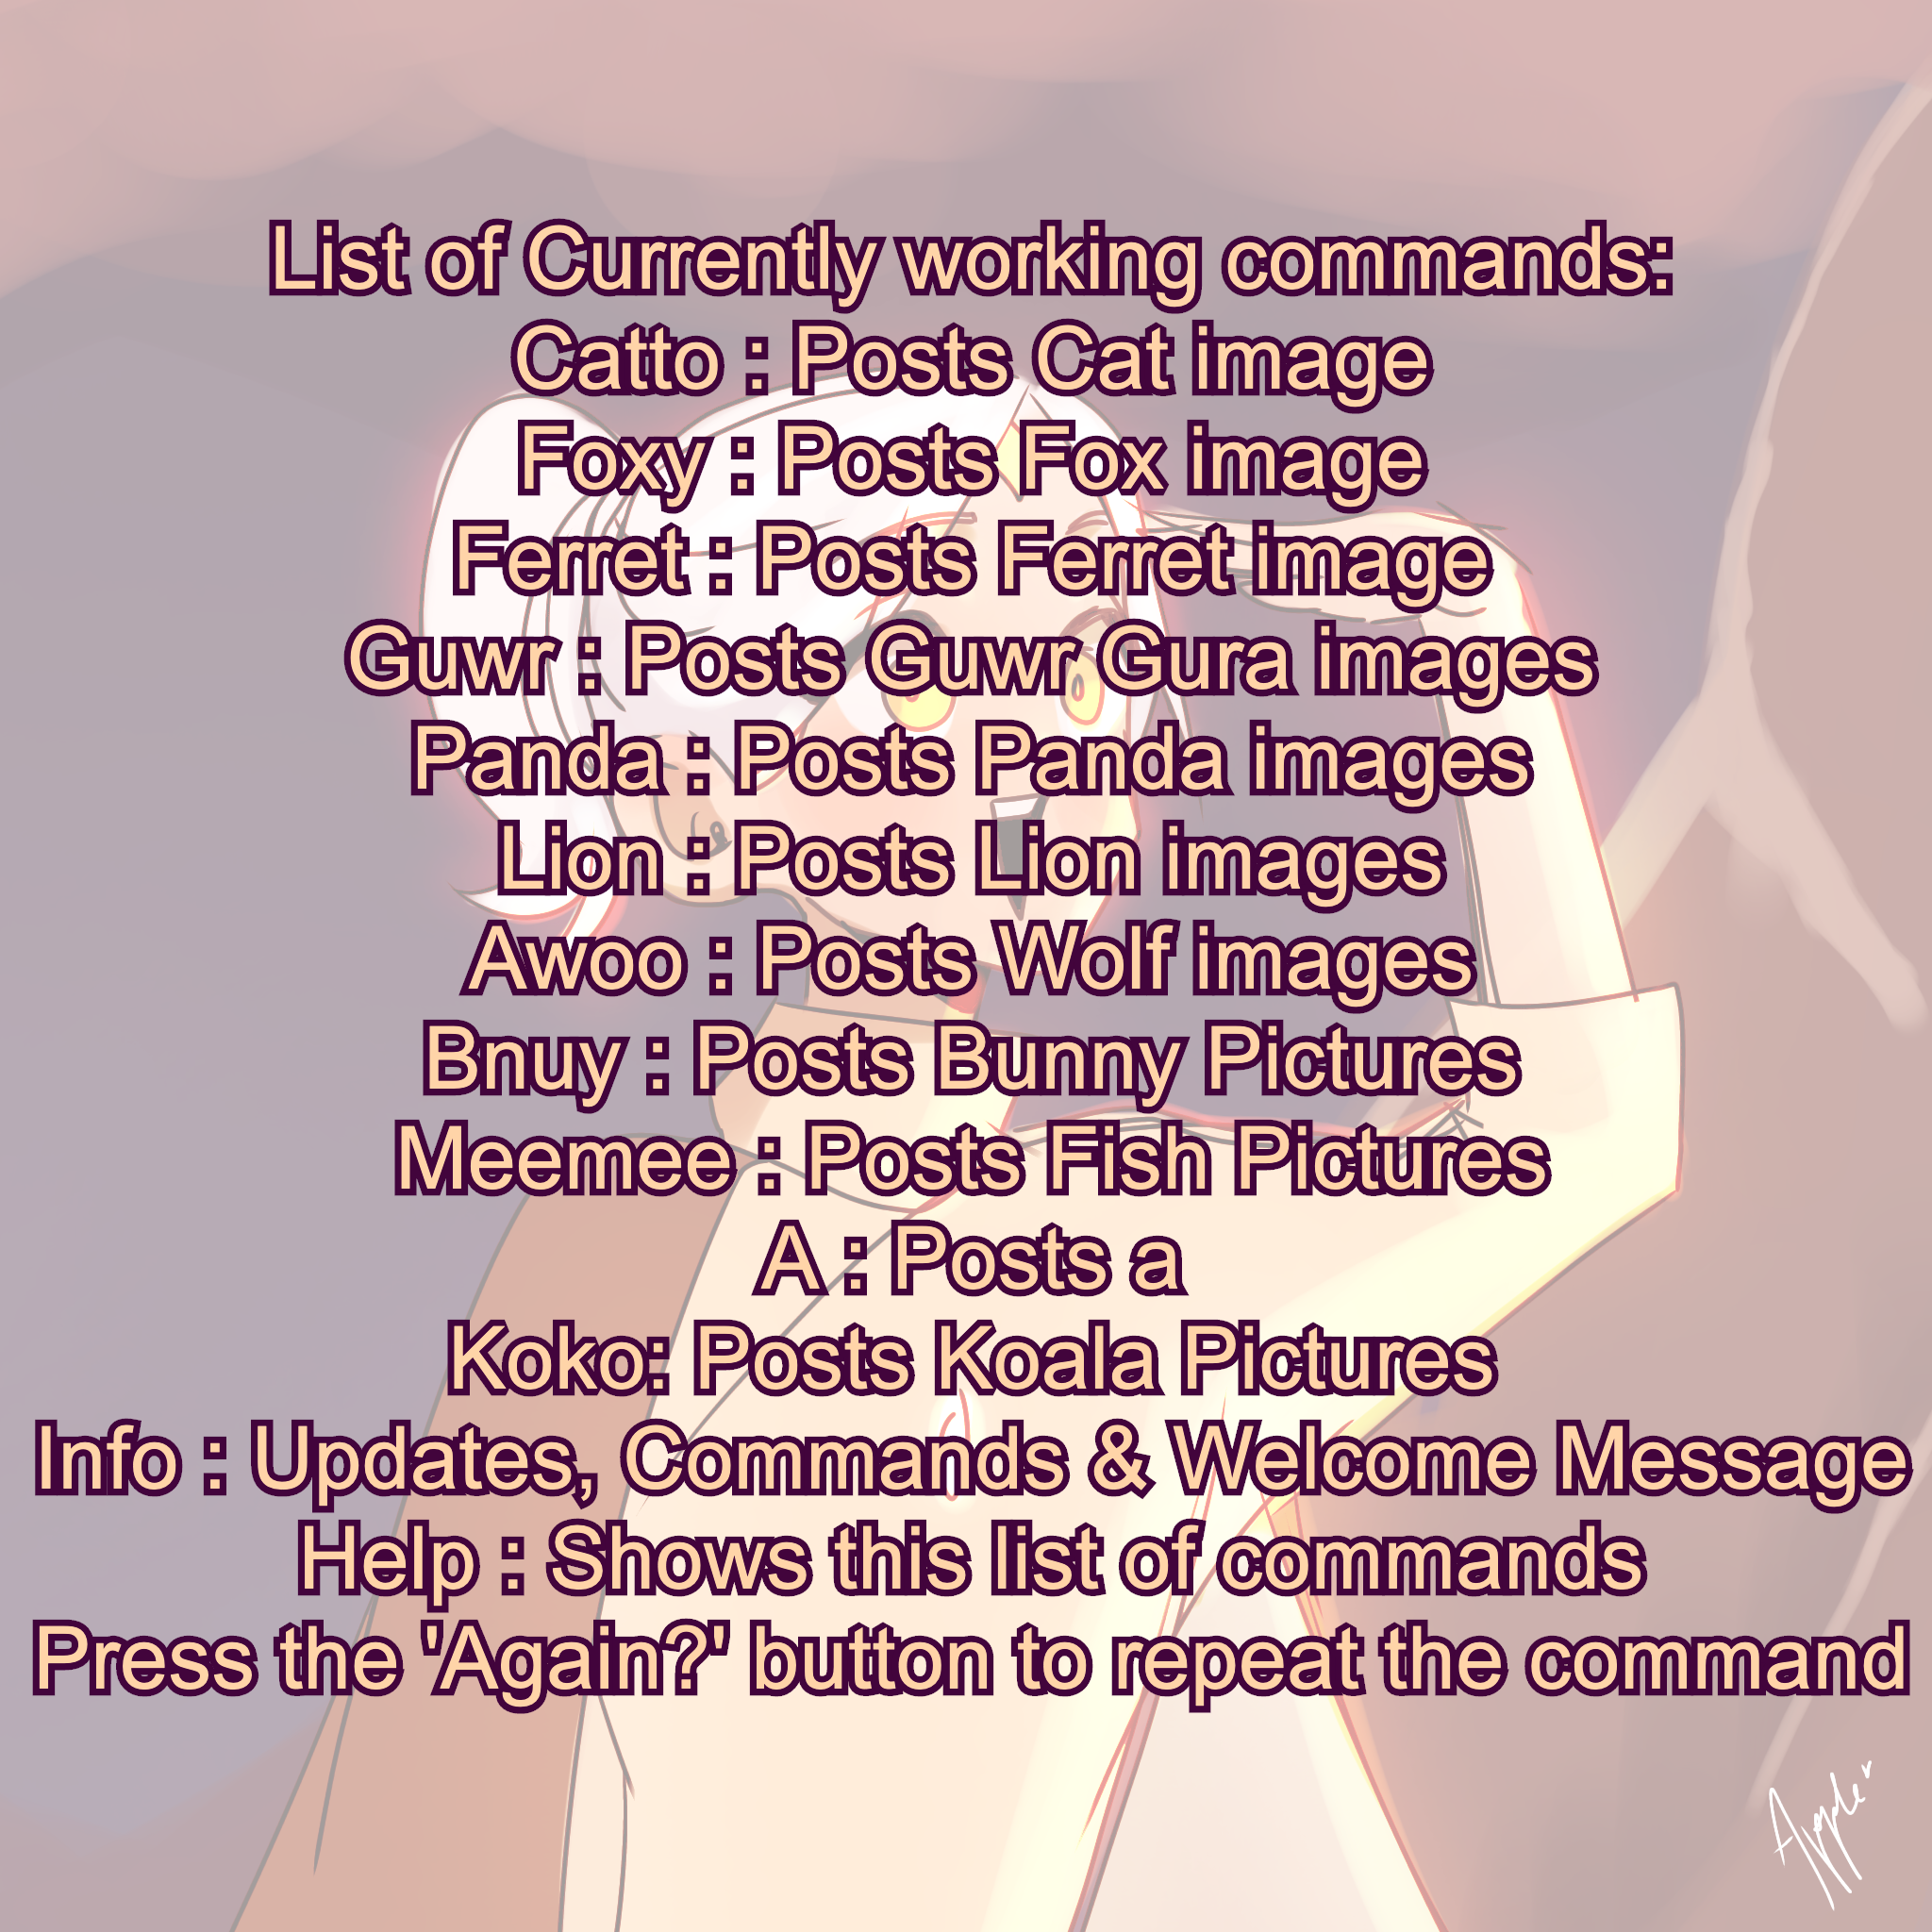 List of Currently working commands:
Catto : Posts Cat image
Foxy : Posts Fox image
Ferret : Posts Ferret image
Guwr : Posts Guwr Gura images
Panda : Posts Panda images
Lion : Posts Lion images
Awoo : Posts Wolf images
Bnuy : Posts Bunny Pictures
Meemee : Posts Fish Pictures
A : Posts a
Koko: Posts Koala Pictures
Info : Updates, Commands & Welcome Message
Help : Shows this list of commands
Press the 'Again?' button to repeat the command
Apple